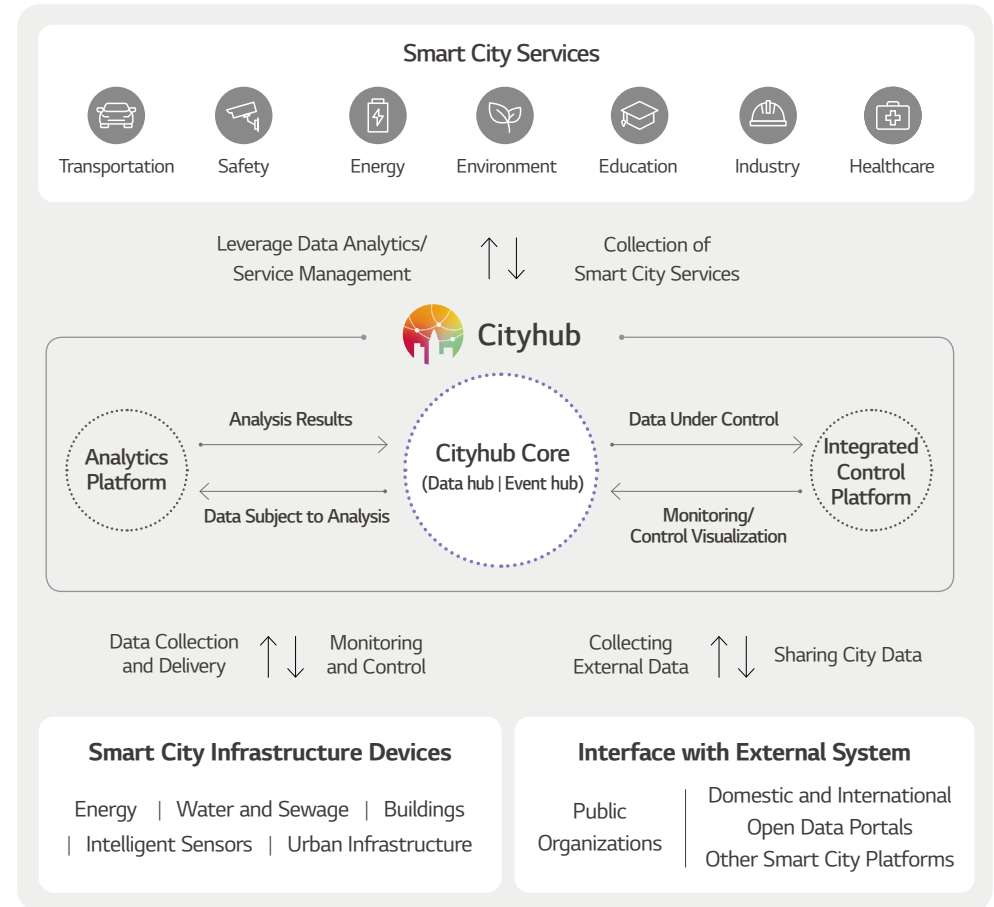 Smart City Services
Transportation
Safety
Energy
Environment
Education
Industry
Healthcare
Leverage Data Analytics/
Service Management
Collection of
Smart City Services
Cityhub
Analytics
Platform
Analysis Results
Data Subject to Analysis
Cityhub Core
(Data hub | Event hub)
Data Under Control
Monitoring/
Control Visualization
Integrated
Control
Platform
Data Collection
and Delivery
Monitoring
and Control
Collecting
External Data
Sharing City Data
Smart City Infrastructure Devices
Energy | Water and Sewage | Buildings
| Intelligent Sensors | Urban Infrastructure
Interface with External System
Public
Organizations
Domestic and International
Open Data Portals
Other Smart City Platforms